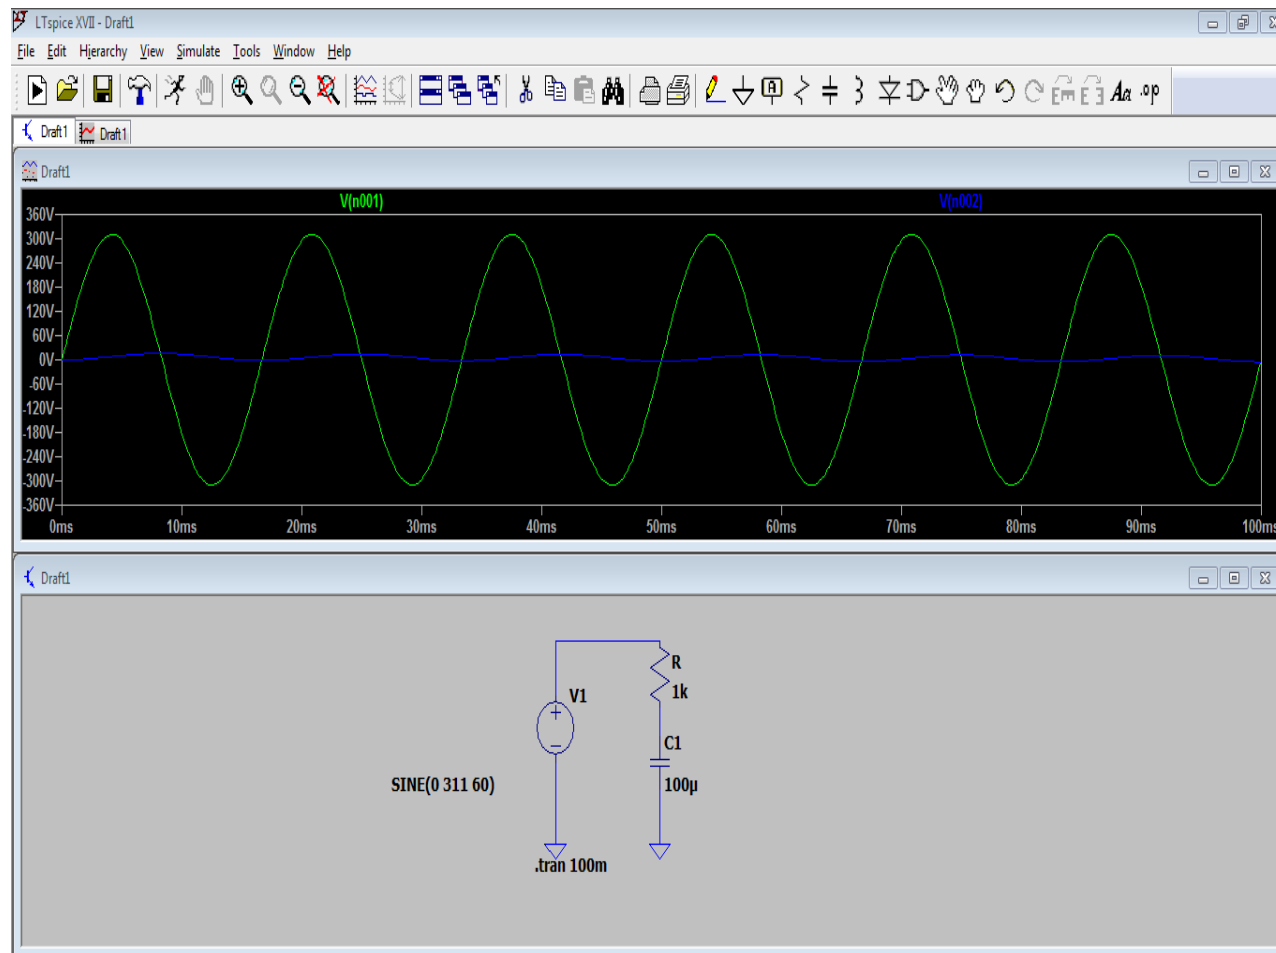 LTspice XVII - Draft1
File Edit Hierarchy View Simulate Tools Window Help
A Aa .op
Draft1 Draft1
Draft1
V(n001) V(n002)
360V
300V
240V
180V
120V
60V
0V
-60V
-120V
-180V
-240V
-300V
-360V
0ms 10ms 20ms 30ms 40ms 50ms 60ms 70ms 80ms 90ms 100ms
Draft1
R
1k
V1
C1
SINE(0 311 60)
100µ
.tran 100m